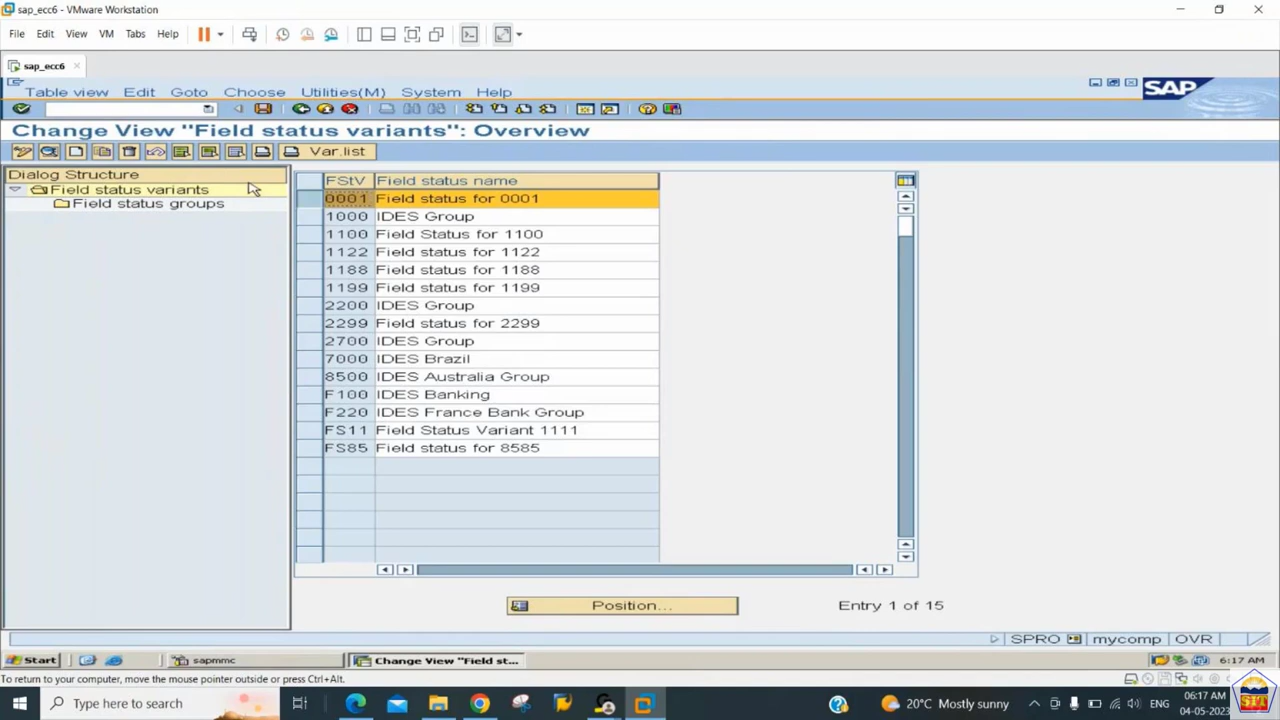 sap_ecc6 - VMware Workstation
File Edit View VM Tabs Help
sap_ecc6
Table view Edit Goto Choose Utilities(M) System Help
SAP
Change View "Field status variants": Overview
Var.list
Dialog Structure
Field status variants
Field status groups
FStV Field status name
0001 Field status for 0001
1000 IDES Group
1100 Field Status for 1100
1122 Field status for 1122
1188 Field status for 1188
1199 Field status for 1199
2200 IDES Group
2299 Field status for 2299
2700 IDES Group
7000 IDES Brazil
8500 IDES Australia Group
F100 IDES Banking
F220 IDES France Bank Group
FS11 Field Status Variant 1111
FS85 Field status for 8585
Position...
Entry 1 of 15
SPRO mycomp OVR
Start sapmmc Change View "Field st... 6:17 AM
To return to your computer, move the mouse pointer outside or press Ctrl+Alt.
Type here to search 20°C Mostly sunny ENG 06:17 AM
04-05-2023